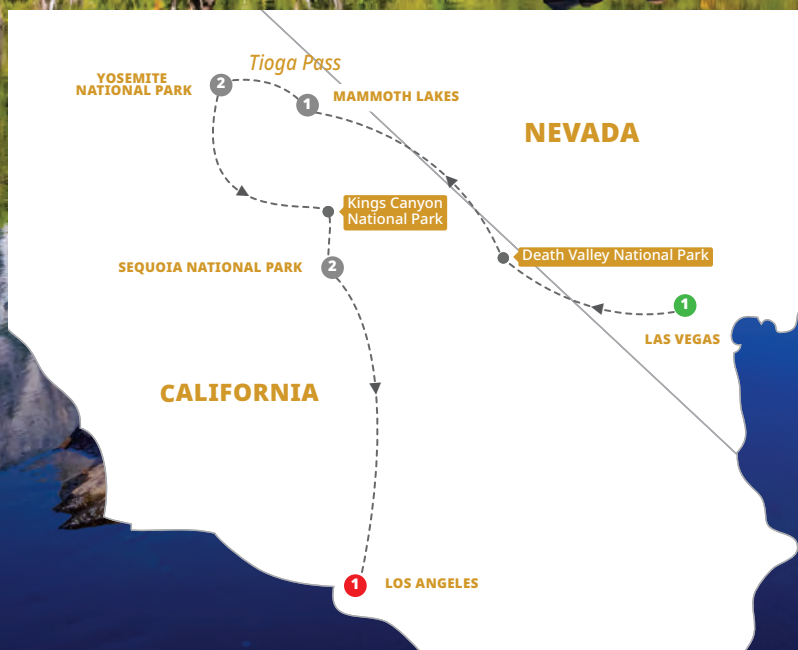 Tioga Pass
YOSEMITE
NATIONAL PARK
2
1
MAMMOTH LAKES
NEVADA
Kings Canyon
National Park
Death Valley National Park
SEQUOIA NATIONAL PARK
2
1
LAS VEGAS
CALIFORNIA
1
LOS ANGELES